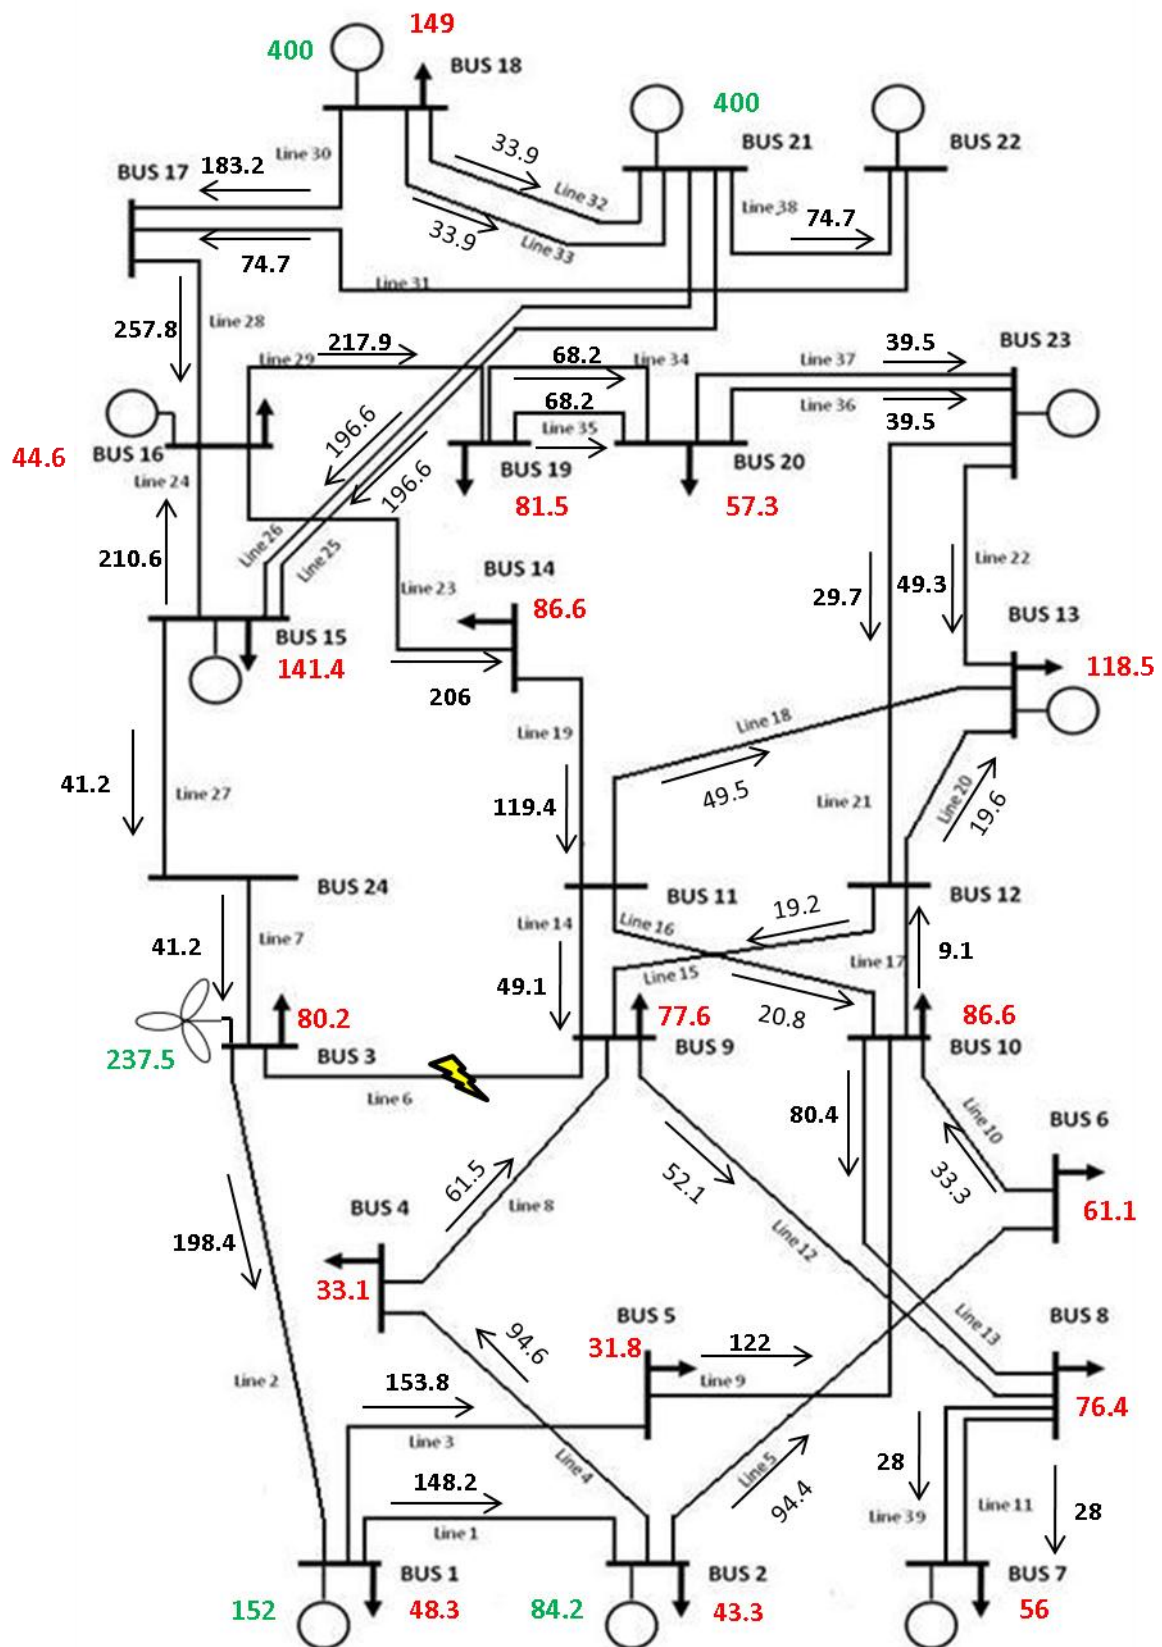 149
400
BUS 18
400
BUS 21
BUS 22
Line 30
33.9
BUS 17
183.2
Line 32
Line 38
74.7
33.9
Line 33
74.7
Line 31
257.8
Line 28
217.9
Line 29
68.2
Line 34
39.5
Line 37
BUS 23
196.6
68.2
Line 35
Line 36
39.5
44.6
BUS 16
Line 24
196.6
BUS 19
BUS 20
81.5
57.3
210.6
Line 26
Line 25
BUS 14
Line 23
86.6
29.7
49.3
Line 22
BUS 13
BUS 15
141.4
118.5
206
Line 18
Line 19
41.2
Line 27
119.4
49.5
Line 21
Line 20
19.6
BUS 24
BUS 11
BUS 12
41.2
Line 7
Line 14
Line 16
19.2
Line 17
9.1
49.1
Line 15
80.2
77.6
20.8
86.6
237.5
BUS 3
BUS 9
BUS 10
Line 6
80.4
Line 10
BUS 6
61.5
52.1
33.3
BUS 4
Line 8
61.1
198.4
33.1
Line 12
BUS 5
Line 13
BUS 8
31.8
94.6
122
Line 2
153.8
Line 9
76.4
Line 3
Line 4
Line 5
28
148.2
94.4
Line 39
Line 11
28
Line 1
BUS 1
BUS 2
BUS 7
152
48.3
84.2
43.3
56